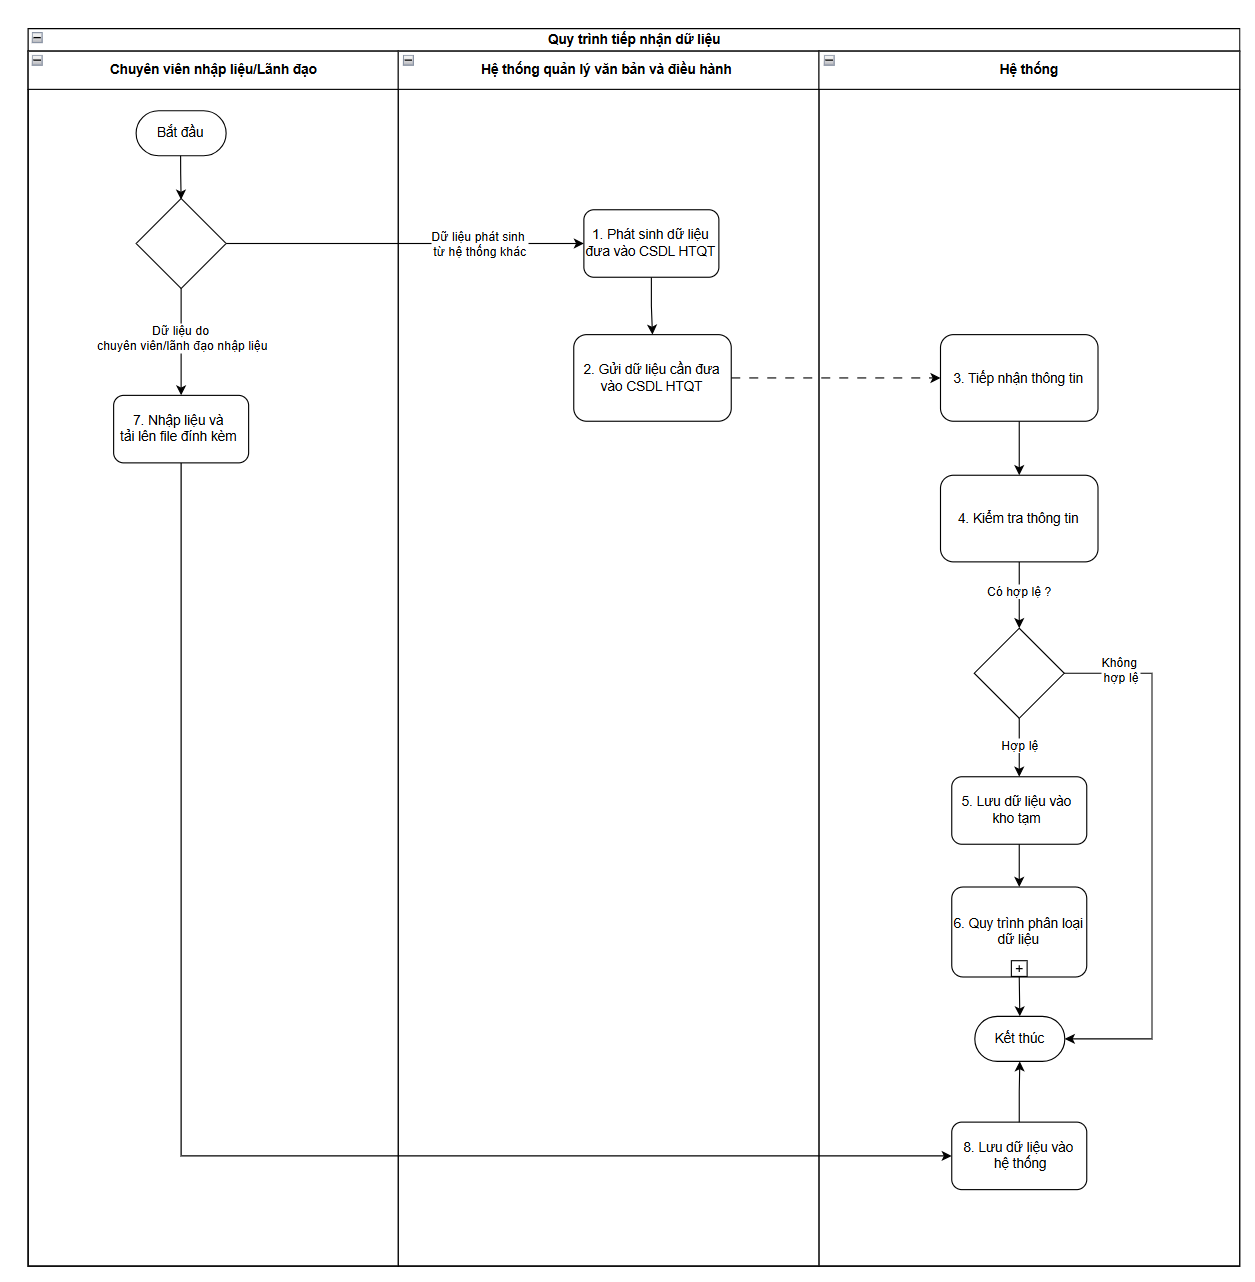 Quy trình tiếp nhận dữ liệu
Chuyên viên nhập liệu/Lãnh đạo
Hệ thống quản lý văn bản và điều hành
Hệ thống
Bắt đầu
Dữ liệu phát sinh
từ hệ thống khác
1. Phát sinh dữ liệu
đưa vào CSDL HTQT
Dữ liệu do
chuyên viên/lãnh đạo nhập liệu
2. Gửi dữ liệu cần đưa
vào CSDL HTQT
3. Tiếp nhận thông tin
7. Nhập liệu và
tải lên file đính kèm
4. Kiểm tra thông tin
Có hợp lệ ?
Không
hợp lệ
Hợp lệ
5. Lưu dữ liệu vào
kho tạm
6. Quy trình phân loại
dữ liệu
Kết thúc
8. Lưu dữ liệu vào
hệ thống